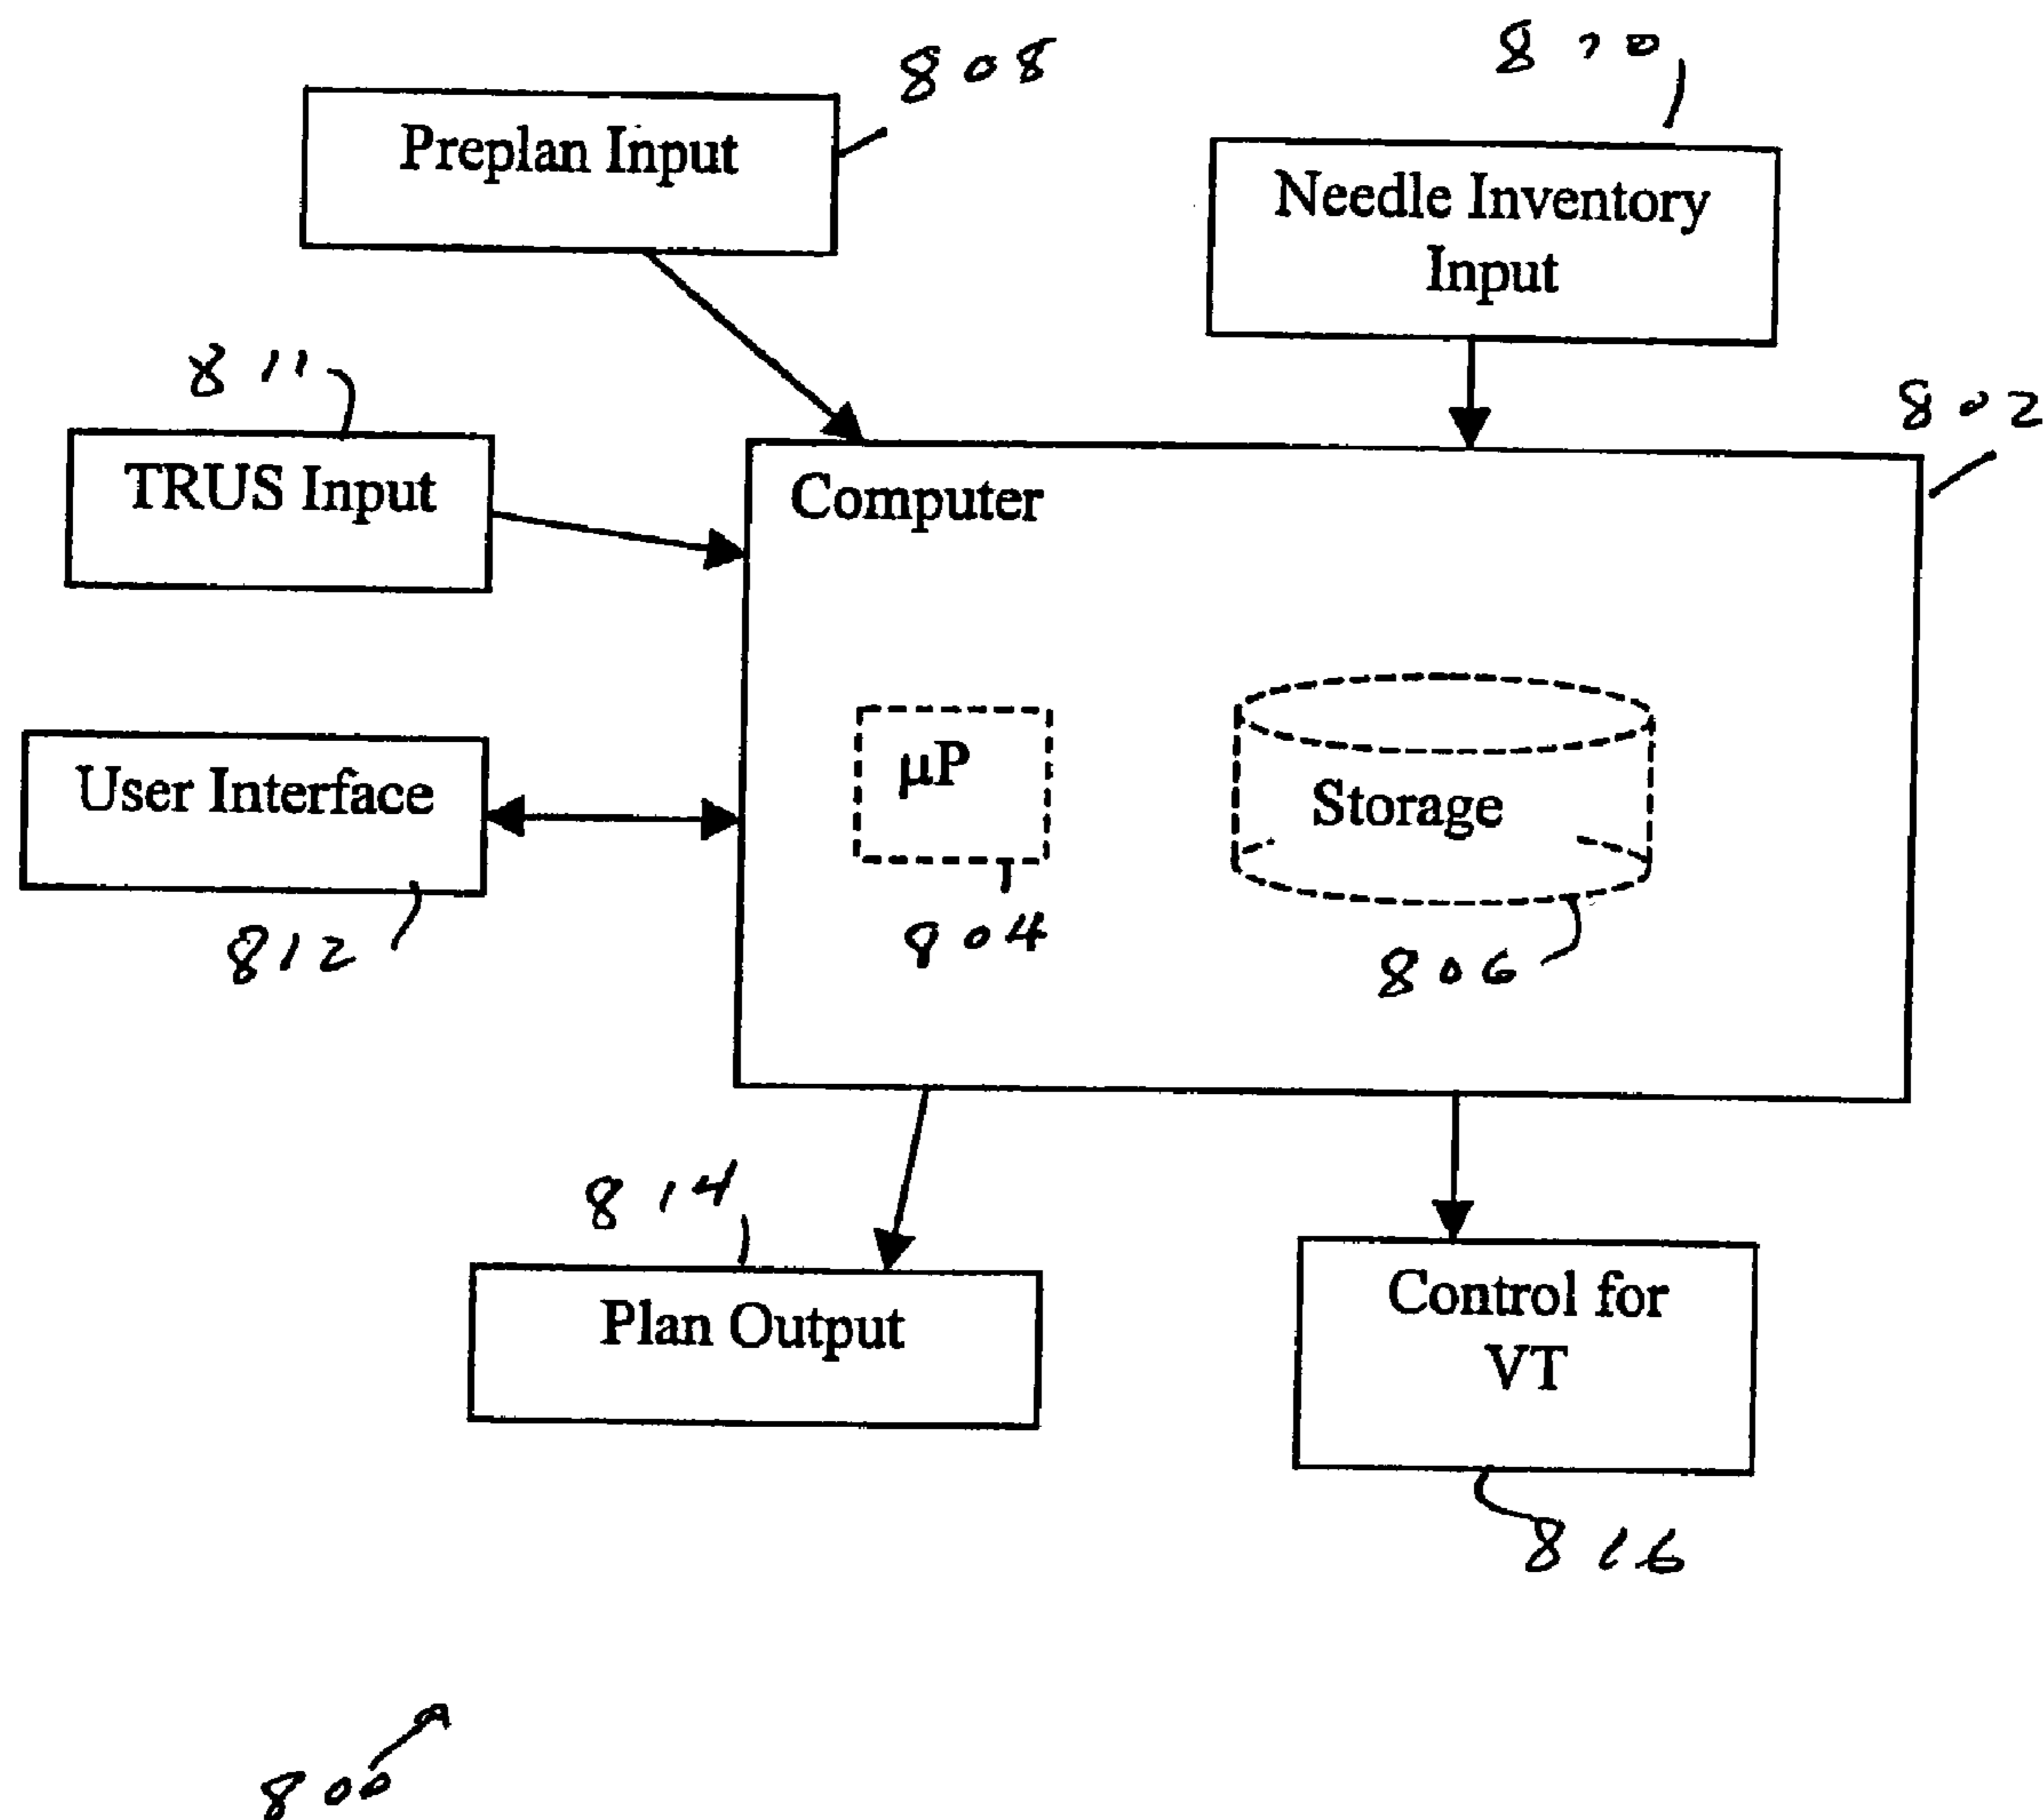 808
810
Preplan Input
Needle Inventory
Input
811
802
TRUS Input
Computer
μP
User Interface
Storage
804
812
806
814
Plan Output
Control for
VT
816
800